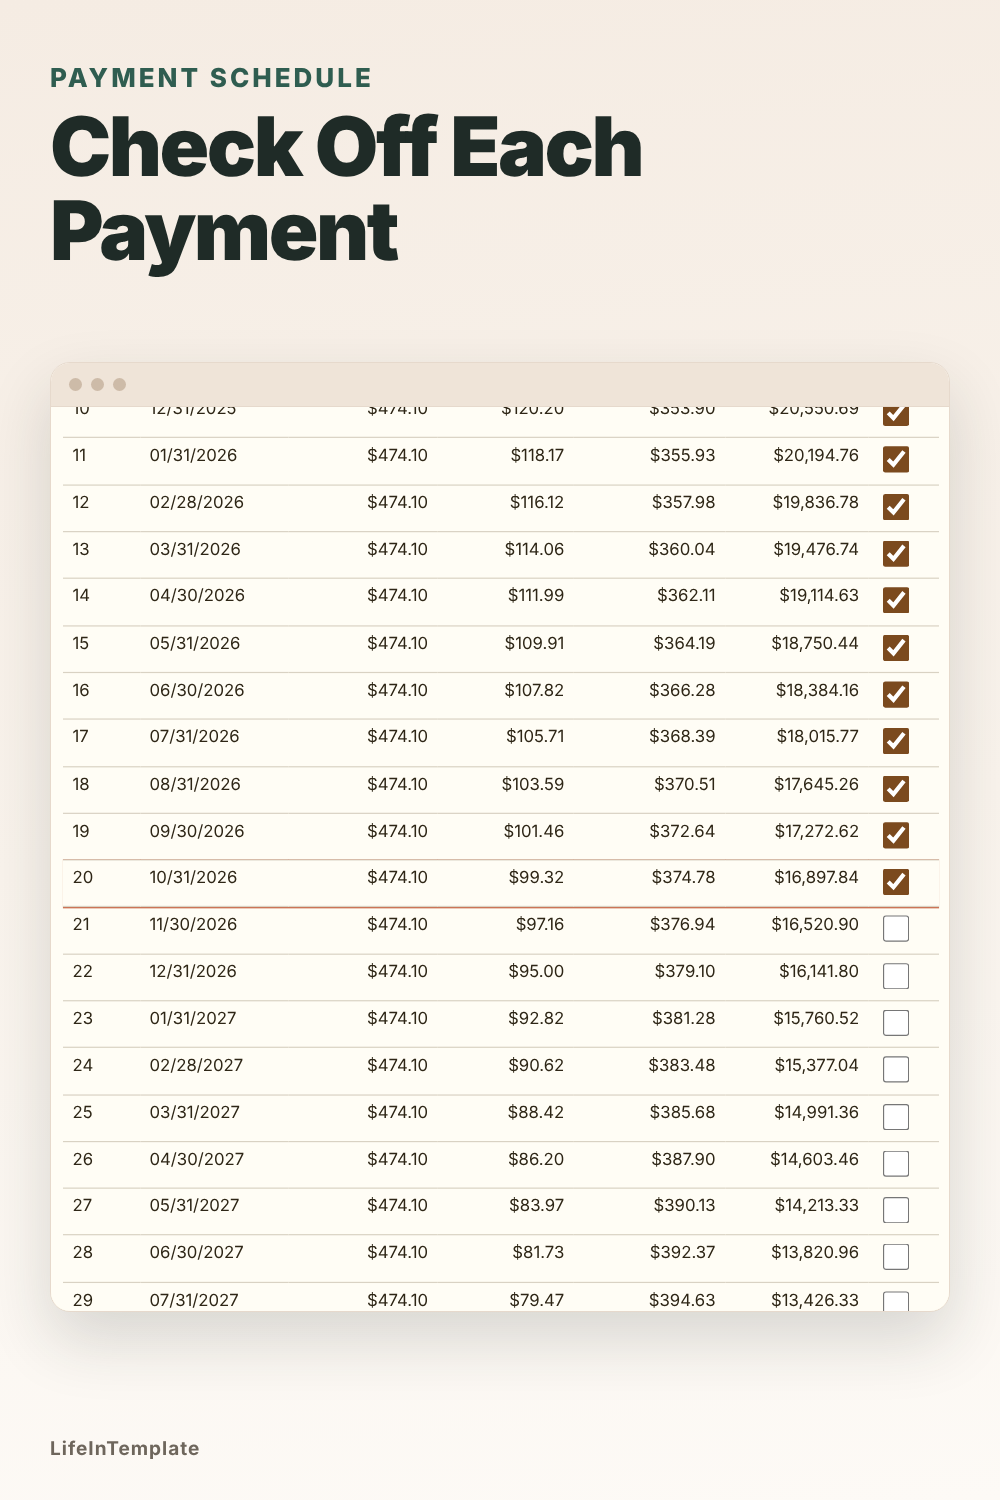 PAYMENT SCHEDULE
Check Off Each
Payment
10 12/31/2025 $474.10 $120.20 $353.90 $20,550.69
11 01/31/2026 $474.10 $118.17 $355.93 $20,194.76
12 02/28/2026 $474.10 $116.12 $357.98 $19,836.78
13 03/31/2026 $474.10 $114.06 $360.04 $19,476.74
14 04/30/2026 $474.10 $111.99 $362.11 $19,114.63
15 05/31/2026 $474.10 $109.91 $364.19 $18,750.44
16 06/30/2026 $474.10 $107.82 $366.28 $18,384.16
17 07/31/2026 $474.10 $105.71 $368.39 $18,015.77
18 08/31/2026 $474.10 $103.59 $370.51 $17,645.26
19 09/30/2026 $474.10 $101.46 $372.64 $17,272.62
20 10/31/2026 $474.10 $99.32 $374.78 $16,897.84
21 11/30/2026 $474.10 $97.16 $376.94 $16,520.90
22 12/31/2026 $474.10 $95.00 $379.10 $16,141.80
23 01/31/2027 $474.10 $92.82 $381.28 $15,760.52
24 02/28/2027 $474.10 $90.62 $383.48 $15,377.04
25 03/31/2027 $474.10 $88.42 $385.68 $14,991.36
26 04/30/2027 $474.10 $86.20 $387.90 $14,603.46
27 05/31/2027 $474.10 $83.97 $390.13 $14,213.33
28 06/30/2027 $474.10 $81.73 $392.37 $13,820.96
29 07/31/2027 $474.10 $79.47 $394.63 $13,426.33
LifeInTemplate